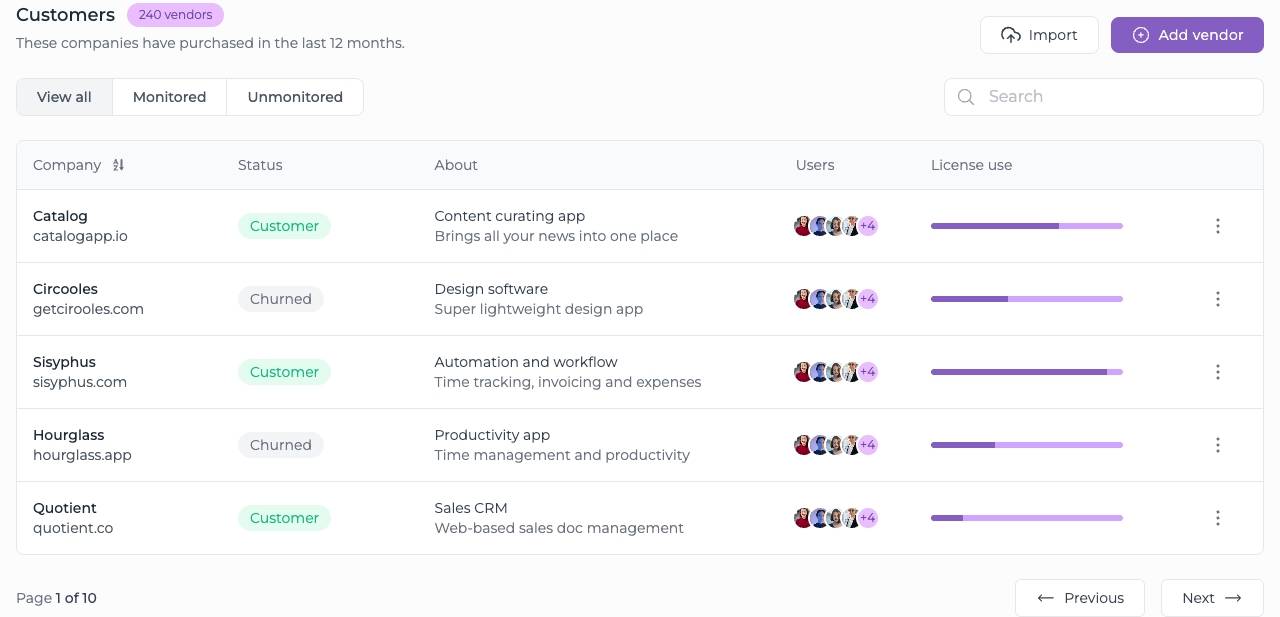 Customers 240 vendors
These companies have purchased in the last 12 months.
Import Add vendor
View all Monitored Unmonitored Search
Company Status About Users License use
Catalog
catalogapp.io
Customer
Content curating app
Brings all your news into one place
+4
Circooles
getcirooles.com
Churned
Design software
Super lightweight design app
+4
Sisyphus
sisyphus.com
Customer
Automation and workflow
Time tracking, invoicing and expenses
+4
Hourglass
hourglass.app
Churned
Productivity app
Time management and productivity
+4
Quotient
quotient.co
Customer
Sales CRM
Web-based sales doc management
+4
Page 1 of 10 Previous Next